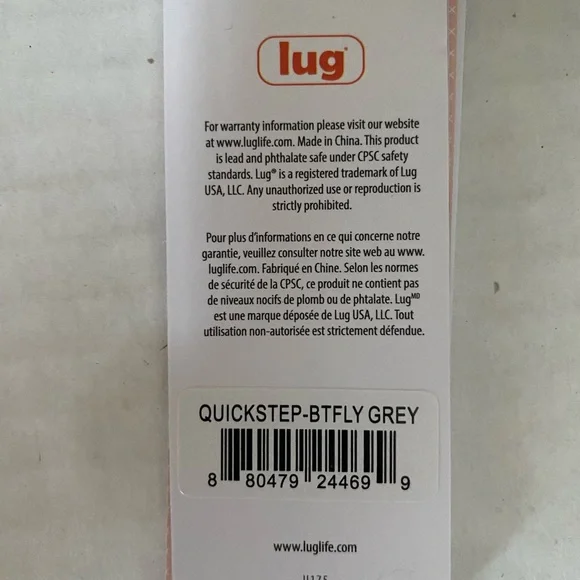 lug®
For warranty information please visit our website
at www.luglife.com. Made in China. This product
is lead and phthalate safe under CPSC safety
standards. Lug® is a registered trademark of Lug
USA, LLC. Any unauthorized use or reproduction is
strictly prohibited.
Pour plus d'informations en ce qui concerne notre
garantie, veuillez consulter notre site web au www.
luglife.com. Fabriqué en Chine. Selon les normes
de sécurité de la CPSC, ce produit ne contient pas
de niveaux nocifs de plomb ou de phtalate. Lugᴹᴰ
est une marque déposée de Lug USA, LLC. Tout
utilisation non-autorisée est strictement défendue.
QUICKSTEP-BTFLY GREY
8 80479 24469 9
www.luglife.com